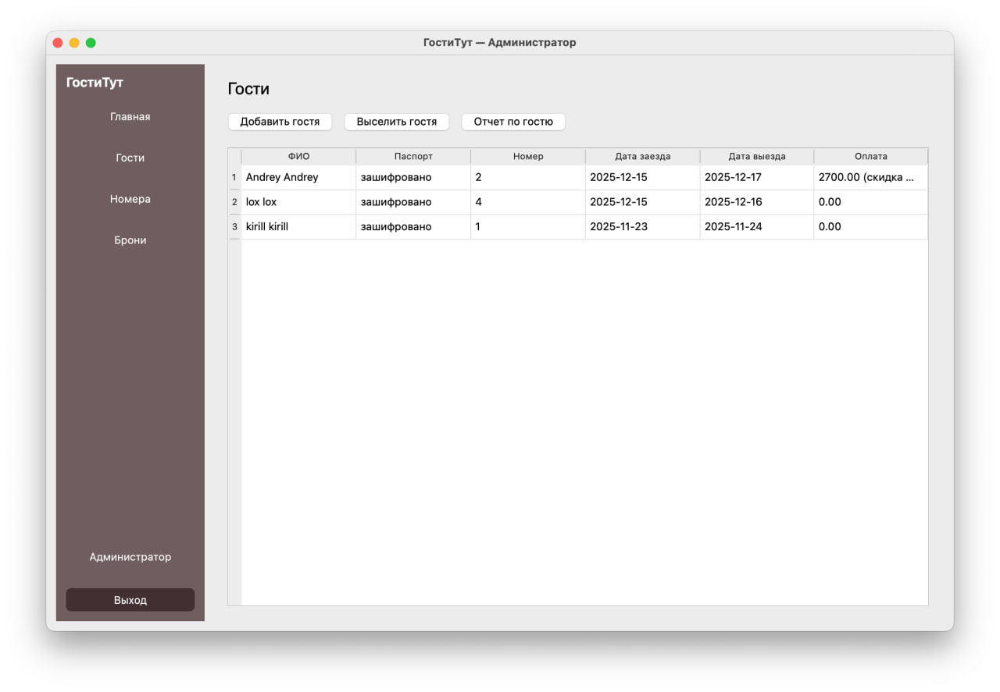 ГостиТут — Администратор
ГостиТут
Главная
Гости
Номера
Брони
Администратор
Выход
Гости
Добавить гостя Выселить гостя Отчет по гостю
ФИО Паспорт Номер Дата заезда Дата выезда Оплата
1 Andrey Andrey зашифровано 2 2025-12-15 2025-12-17 2700.00 (скидка ...
2 lox lox зашифровано 4 2025-12-15 2025-12-16 0.00
3 kirill kirill зашифровано 1 2025-11-23 2025-11-24 0.00